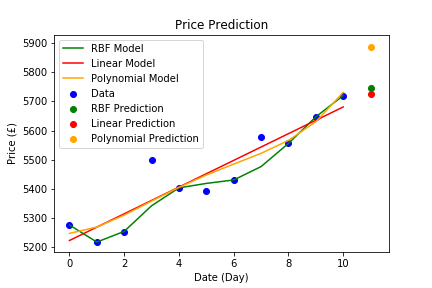 Price Prediction
5900
5800
5700
5600
5500
5400
5300
5200
Price (£)
RBF Model
Linear Model
Polynomial Model
Data
RBF Prediction
Linear Prediction
Polynomial Prediction
0 2 4 6 8 10
Date (Day)